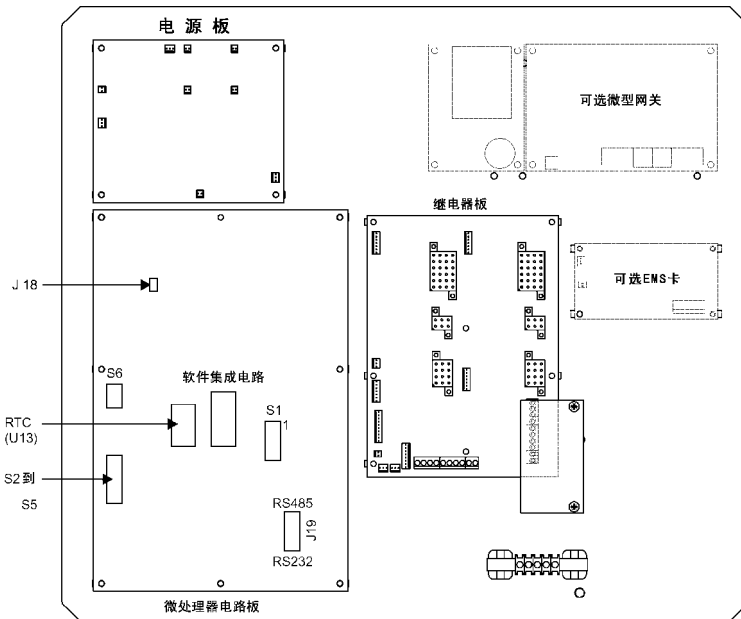 电源板
可选微型网关
继电器板
可选EMS卡
J 18
S6
软件集成电路
RTC
(U13)
S1
1
S2到
S5
RS485
J19
RS232
微处理器电路板